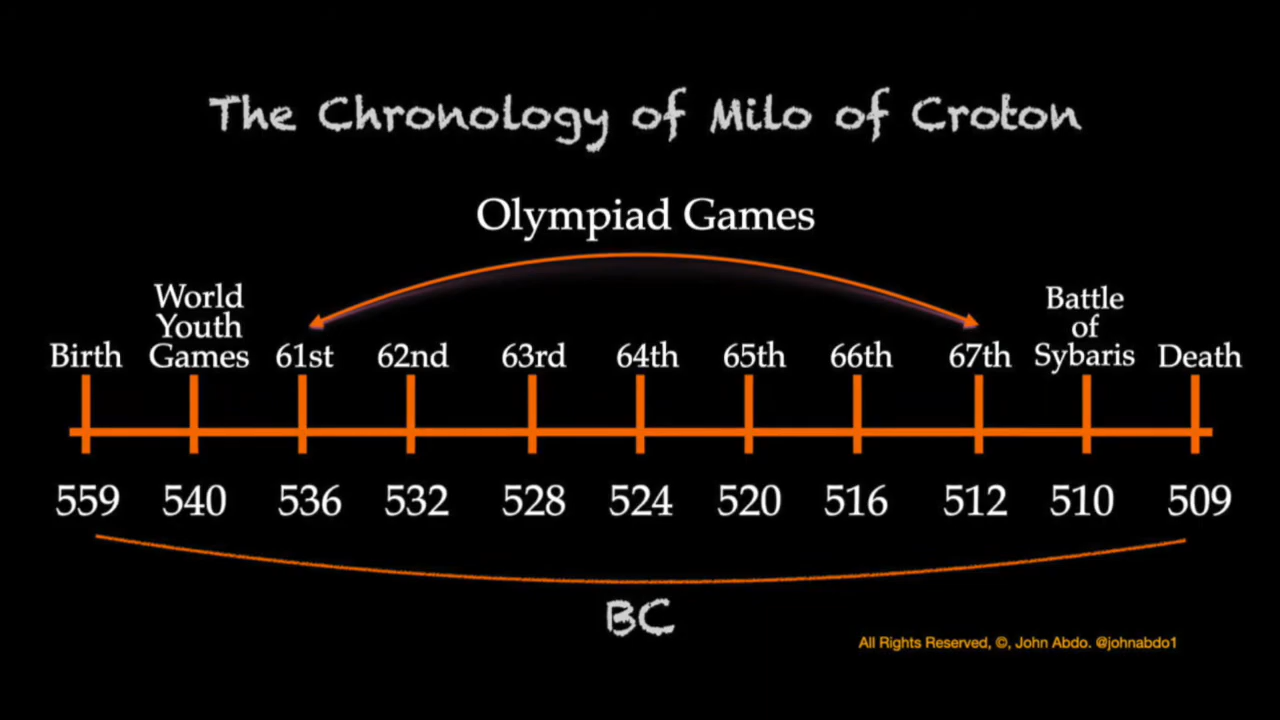 The Chronology of Milo of Croton
Olympiad Games
World
Youth
Games
Battle
of
Sybaris
Birth 61st 62nd 63rd 64th 65th 66th 67th Death
559 540 536 532 528 524 520 516 512 510 509
BC
All Rights Reserved, ©, John Abdo. @johnabdo1